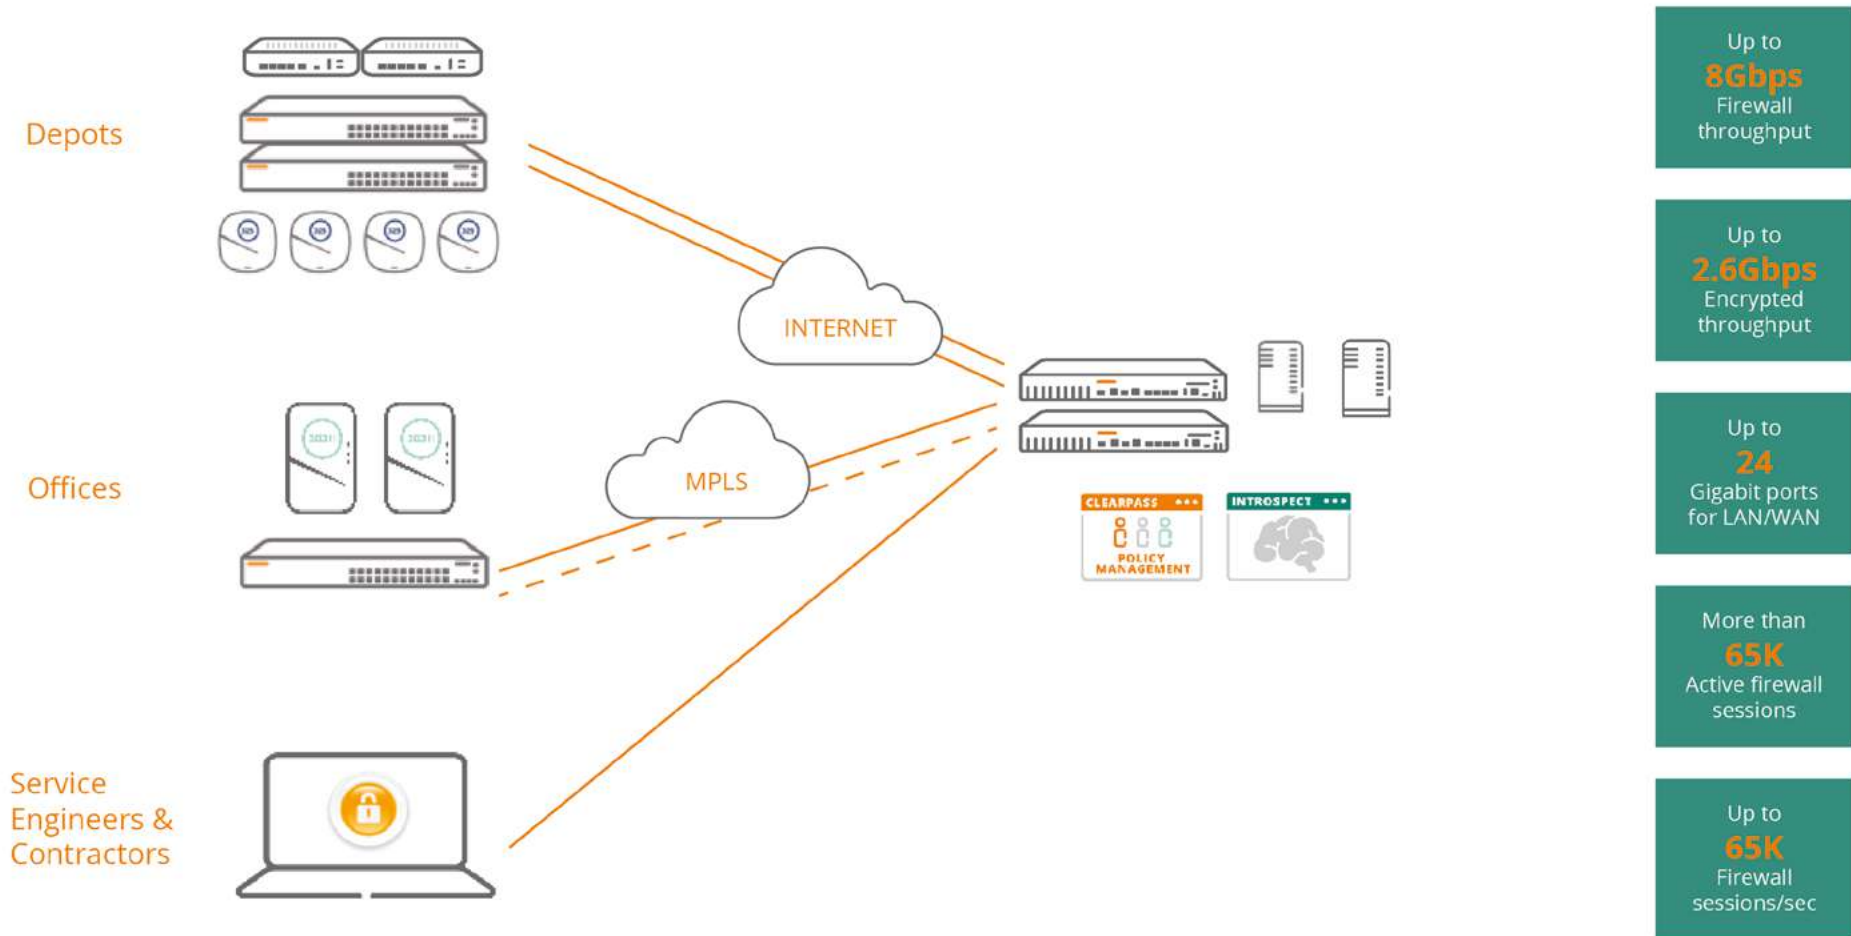 Depots
INTERNET
Offices
MPLS
CLEARPASS
POLICY
MANAGEMENT
INTROSPECT
Service
Engineers &
Contractors
Up to
8Gbps
Firewall
throughput
Up to
2.6Gbps
Encrypted
throughput
Up to
24
Gigabit ports
for LAN/WAN
More than
65K
Active firewall
sessions
Up to
65K
Firewall
sessions/sec